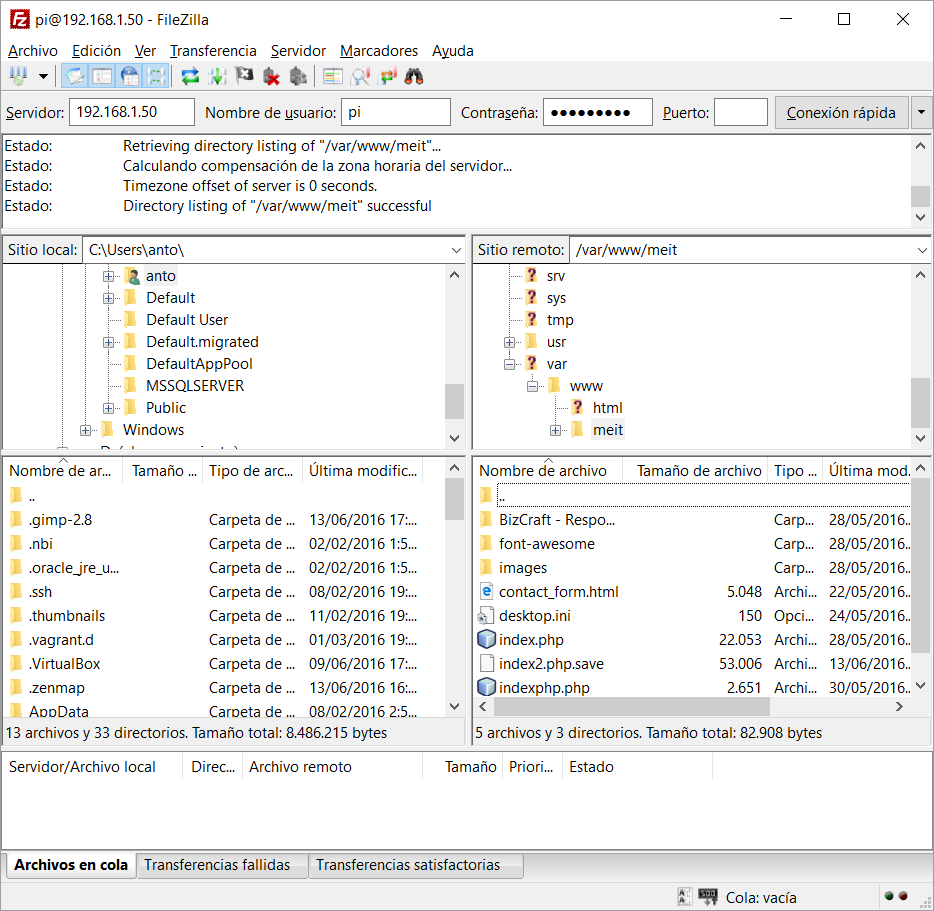 pi@192.168.1.50 - FileZilla
Archivo Edición Ver Transferencia Servidor Marcadores Ayuda
Servidor: 192.168.1.50 Nombre de usuario: pi Contraseña: ●●●●●●●●● Puerto: Conexión rápida
Estado: Retrieving directory listing of "/var/www/meit"...
Estado: Calculando compensación de la zona horaria del servidor...
Estado: Timezone offset of server is 0 seconds.
Estado: Directory listing of "/var/www/meit" successful
Sitio local: C:\Users\anto\
anto
Default
Default User
Default.migrated
DefaultAppPool
MSSQLSERVER
Public
Windows
Sitio remoto: /var/www/meit
srv
sys
tmp
usr
var
www
html
meit
Nombre de ar... Tamaño ... Tipo de arc... Última modific...
..
.gimp-2.8 Carpeta de ... 13/06/2016 17:...
.nbi Carpeta de ... 02/02/2016 1:5...
.oracle_jre_u... Carpeta de ... 02/02/2016 1:5...
.ssh Carpeta de ... 08/02/2016 19:...
.thumbnails Carpeta de ... 11/02/2016 19:...
.vagrant.d Carpeta de ... 01/03/2016 19:...
.VirtualBox Carpeta de ... 09/06/2016 17:...
.zenmap Carpeta de ... 13/06/2016 16:...
AppData Carpeta de ... 08/02/2016 2:5...
13 archivos y 33 directorios. Tamaño total: 8.486.215 bytes
Nombre de archivo Tamaño de archivo Tipo ... Última mod...
..
BizCraft - Respo... Carp... 28/05/2016...
font-awesome Carp... 28/05/2016...
images Carp... 28/05/2016...
contact_form.html 5.048 Archi... 22/05/2016...
desktop.ini 150 Opci... 24/05/2016...
index.php 22.053 Archi... 28/05/2016...
index2.php.save 53.006 Archi... 13/06/2016...
indexphp.php 2.651 Archi... 30/05/2016...
5 archivos y 3 directorios. Tamaño total: 82.908 bytes
Servidor/Archivo local Direc... Archivo remoto Tamaño Priori... Estado
Archivos en cola Transferencias fallidas Transferencias satisfactorias
Cola: vacía